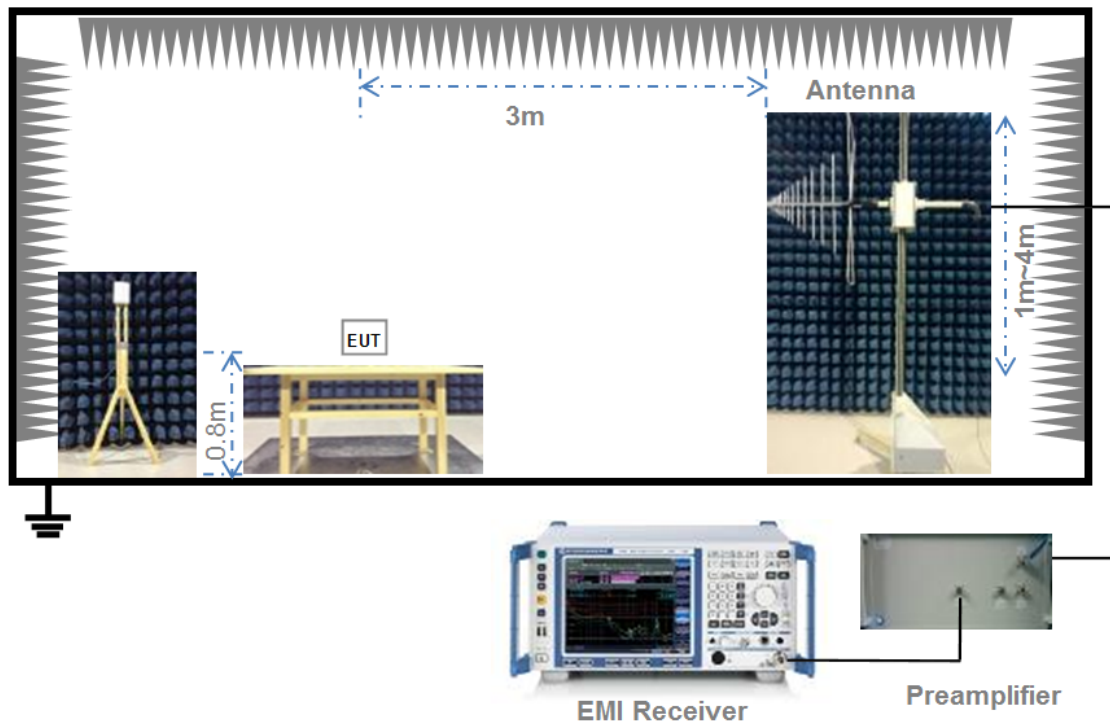 Antenna
3m
1m~4m
EUT
0.8m
EMI Receiver
Preamplifier